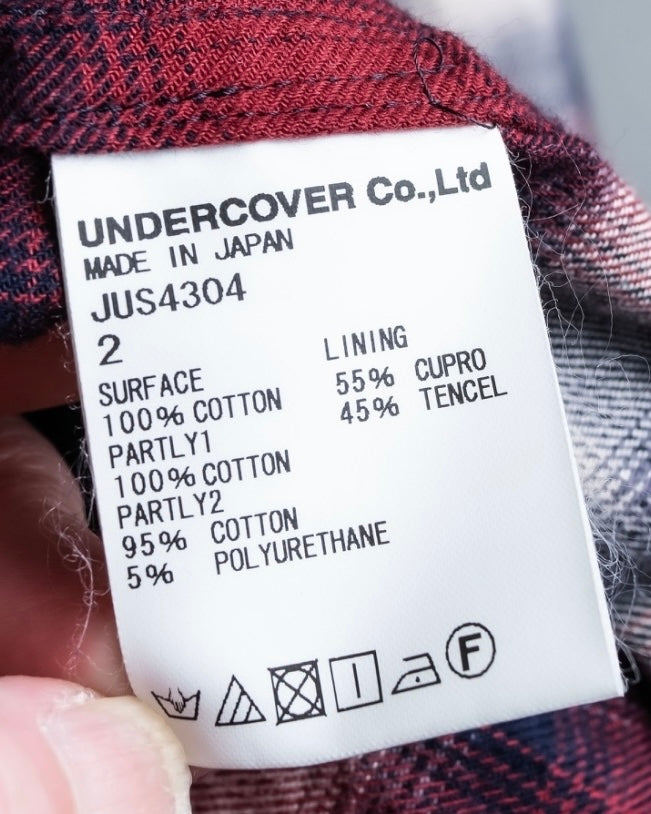 UNDERCOVER Co.,Ltd
MADE IN JAPAN
JUS4304
2
SURFACE
100% COTTON
PARTLY1
100% COTTON
PARTLY2
95% COTTON
5% POLYURETHANE
LINING
55% CUPRO
45% TENCEL
F